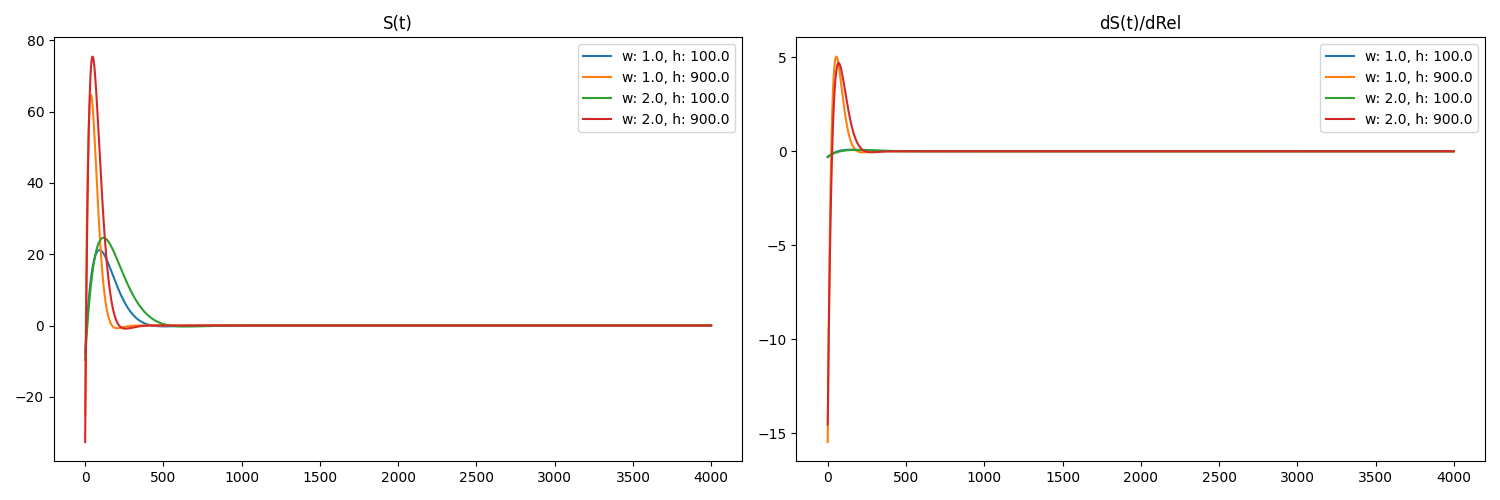 S(t)
80
60
40
20
0
−20
0
500
1000
1500
2000
2500
3000
3500
4000
w: 1.0, h: 100.0
w: 1.0, h: 900.0
w: 2.0, h: 100.0
w: 2.0, h: 900.0
dS(t)/dRel
5
0
−5
−10
−15
0
500
1000
1500
2000
2500
3000
3500
4000
w: 1.0, h: 100.0
w: 1.0, h: 900.0
w: 2.0, h: 100.0
w: 2.0, h: 900.0